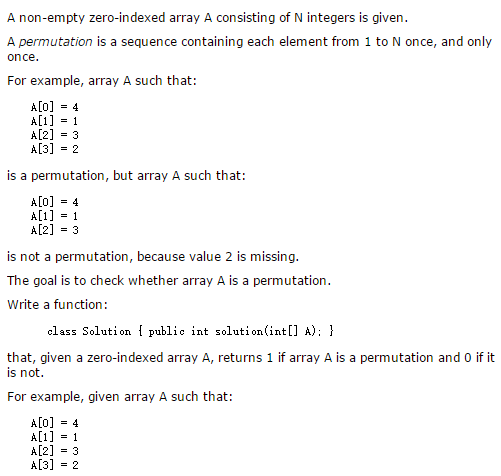 A non-empty zero-indexed array A consisting of N integers is given.
A permutation is a sequence containing each element from 1 to N once, and only
once.
For example, array A such that:
A[0] = 4
A[1] = 1
A[2] = 3
A[3] = 2
is a permutation, but array A such that:
A[0] = 4
A[1] = 1
A[2] = 3
is not a permutation, because value 2 is missing.
The goal is to check whether array A is a permutation.
Write a function:
class Solution { public int solution(int[] A); }
that, given a zero-indexed array A, returns 1 if array A is a permutation and 0 if it
is not.
For example, given array A such that:
A[0] = 4
A[1] = 1
A[2] = 3
A[3] = 2